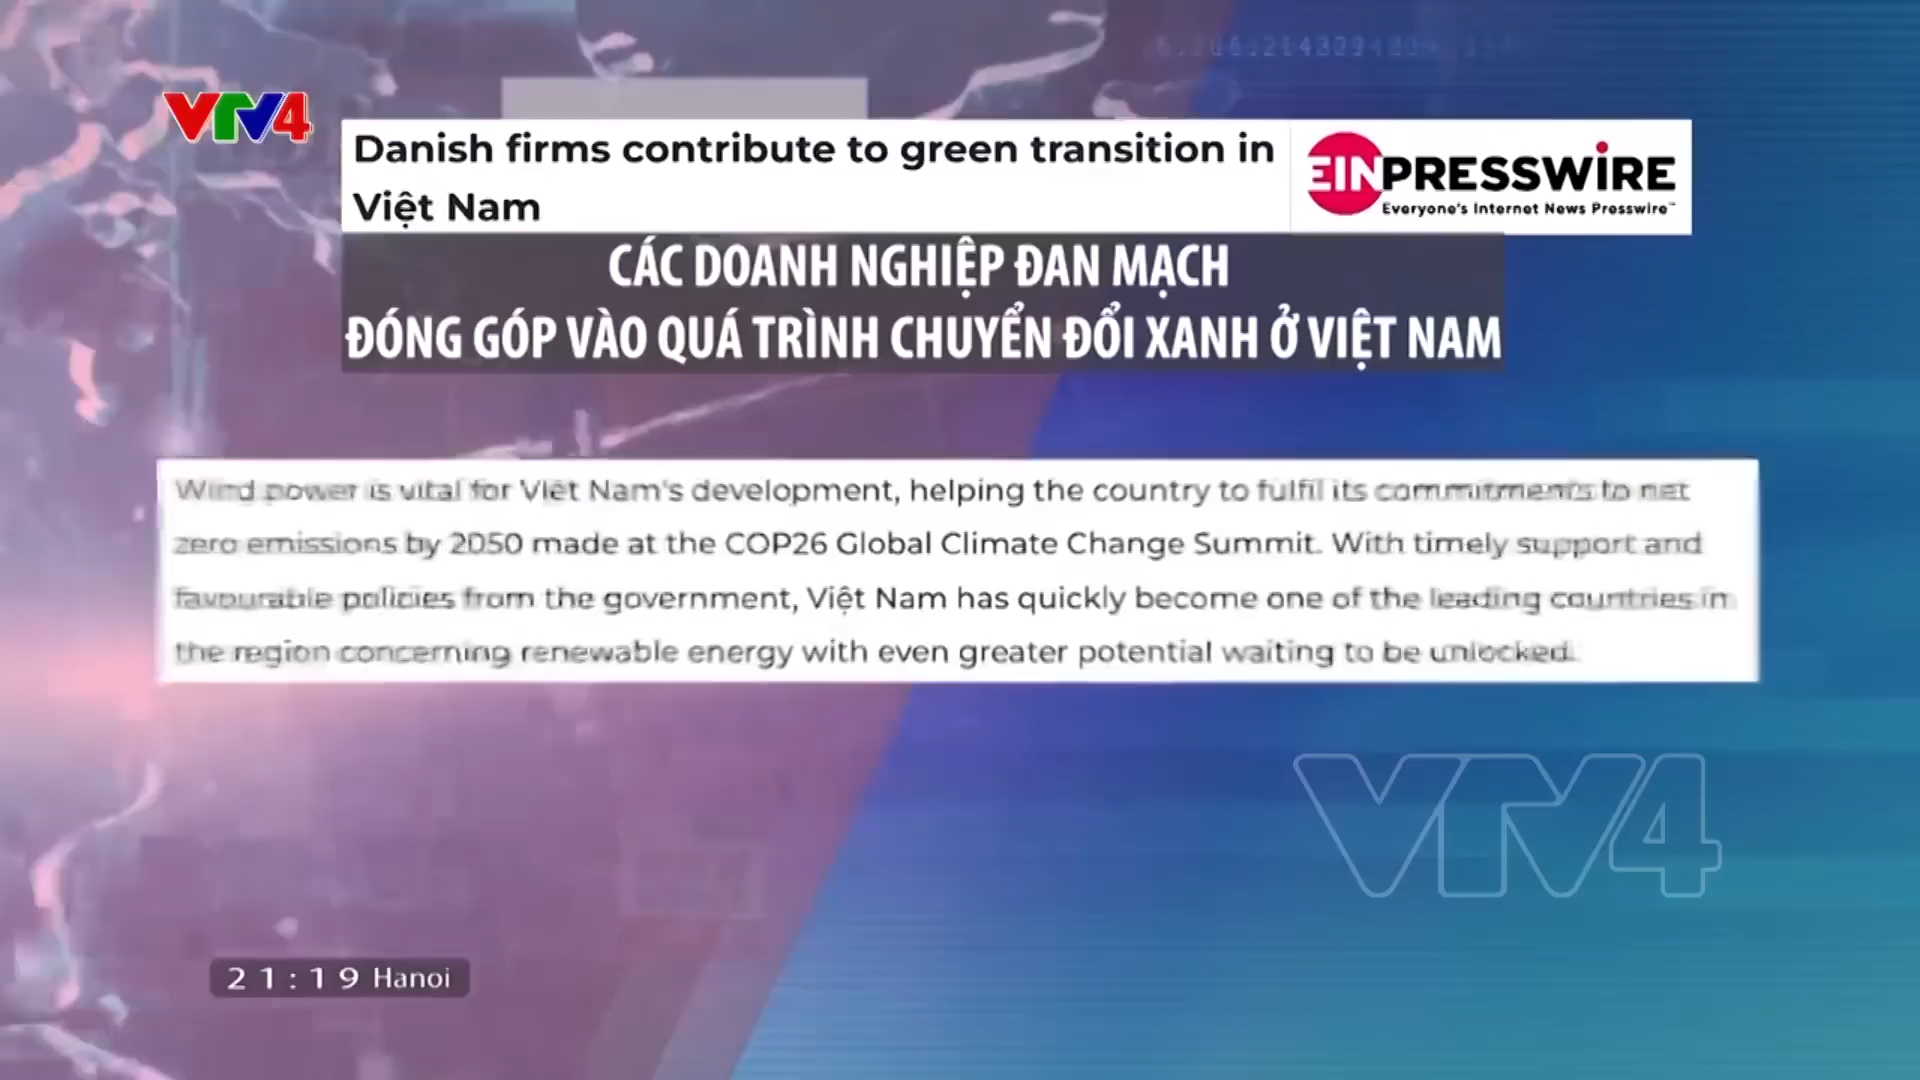 VTV4
Danish firms contribute to green transition in
Việt Nam
EINPRESSWIRE
Everyone's Internet News Presswire™
CÁC DOANH NGHIỆP ĐAN MẠCH
ĐÓNG GÓP VÀO QUÁ TRÌNH CHUYỂN ĐỔI XANH Ở VIỆT NAM
Wind power is vital for Việt Nam's development, helping the country to fulfil its commitments to net
zero emissions by 2050 made at the COP26 Global Climate Change Summit. With timely support and
favourable policies from the government, Việt Nam has quickly become one of the leading countries in
the region concerning renewable energy with even greater potential waiting to be unlocked.
VTV4
21:19 Hanoi